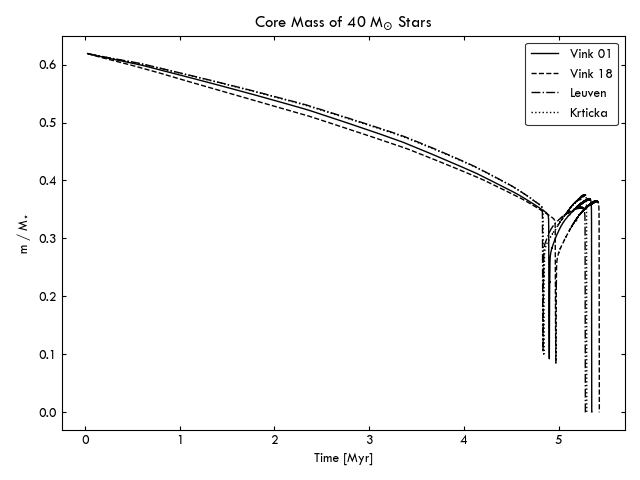 Core Mass of 40 M⊙ Stars
Vink 01
Vink 18
Leuven
Krticka
m / M⋆
0.6
0.5
0.4
0.3
0.2
0.1
0.0
0 1 2 3 4 5
Time [Myr]